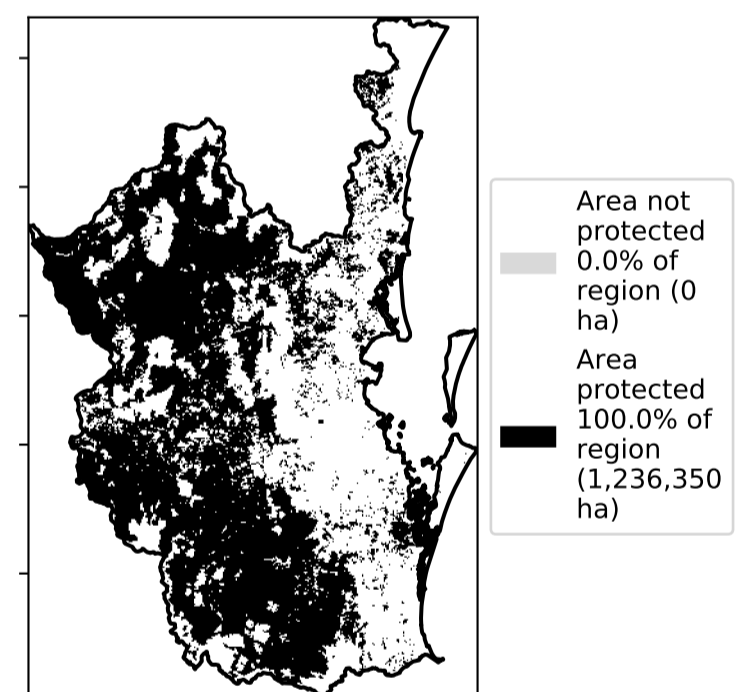 Area not
protected
0.0% of
region (0
ha)
Area
protected
100.0% of
region
(1,236,350
ha)